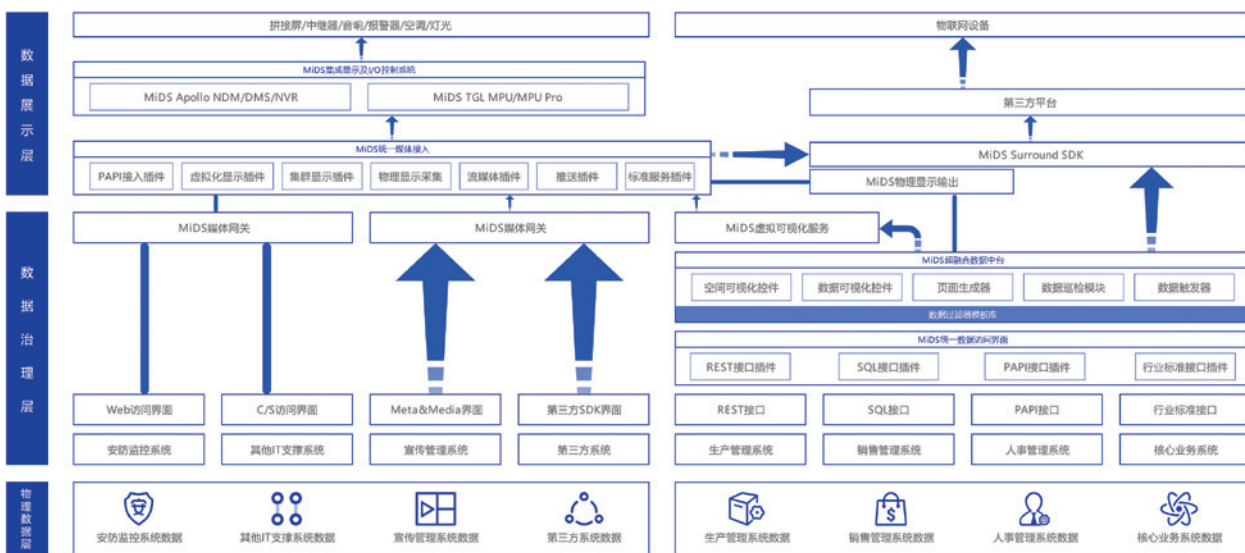 数据展示层
拼接屏/中继器/音响/报警器/空调/灯光
物联网设备
MiDS集成显示及I/O控制系统
MiDS Apollo NDM/DMS/NVR
MiDS TGL MPU/MPU Pro
第三方平台
MiDS统一媒体接入
PAPI接入插件
虚拟化显示插件
集群显示插件
物理显示采集
流媒体插件
推送插件
标准服务插件
MiDS Surround SDK
MiDS物理显示输出
数据治理层
MiDS媒体网关
MiDS媒体网关
MiDS虚拟可视化服务
MiDS超融合数据中台
空间可视化控件
数据可视化控件
页面生成器
数据巡检模块
数据触发器
数据过滤器模板库
MiDS统一数据访问界面
REST接口插件
SQL接口插件
PAPI接口插件
行业标准接口插件
Web访问界面
C/S访问界面
Meta&Media界面
第三方SDK界面
REST接口
SQL接口
PAPI接口
行业标准接口
安防监控系统
其他IT支撑系统
宣传管理系统
第三方系统
生产管理系统
销售管理系统
人事管理系统
核心业务系统
物理数据层
安防监控系统数据
其他IT支撑系统数据
宣传管理系统数据
第三方系统数据
生产管理系统数据
销售管理系统数据
人事管理系统数据
核心业务系统数据